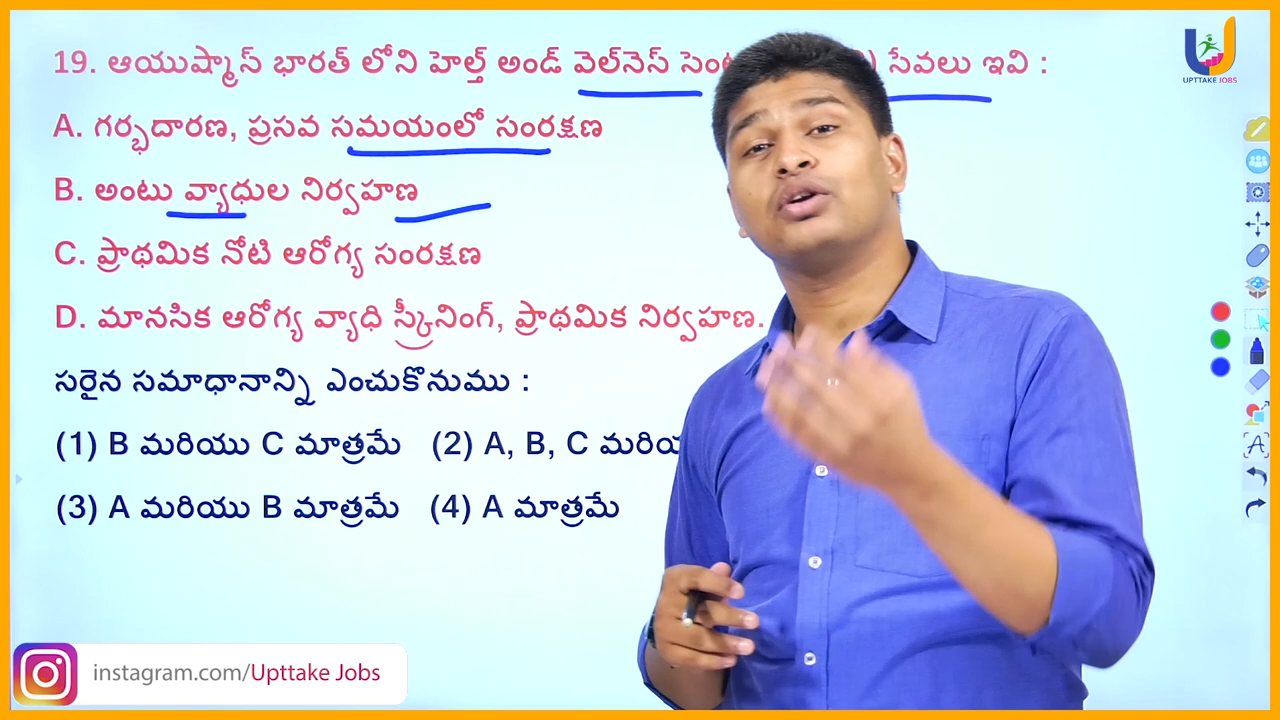 19. ఆయుష్మాన్ భారత్ లోని హెల్త్ అండ్ వెల్‌నెస్ సేవలు ఇవి :
A. గర్భదారణ, ప్రసవ సమయంలో సంరక్షణ
B. అంటు వ్యాధుల నిర్వహణ
C. ప్రాథమిక నోటి ఆరోగ్య సంరక్షణ
D. మానసిక ఆరోగ్య వ్యాధి స్క్రీనింగ్, ప్రాథమిక నిర్వహణ.
సరైన సమాధానాన్ని ఎంచుకొనుము :
(1) B మరియు C మాత్రమే (2) A, B, C
(3) A మరియు B మాత్రమే (4) A మాత్రమే
UPTTAKE JOBS
instagram.com/Upttake Jobs